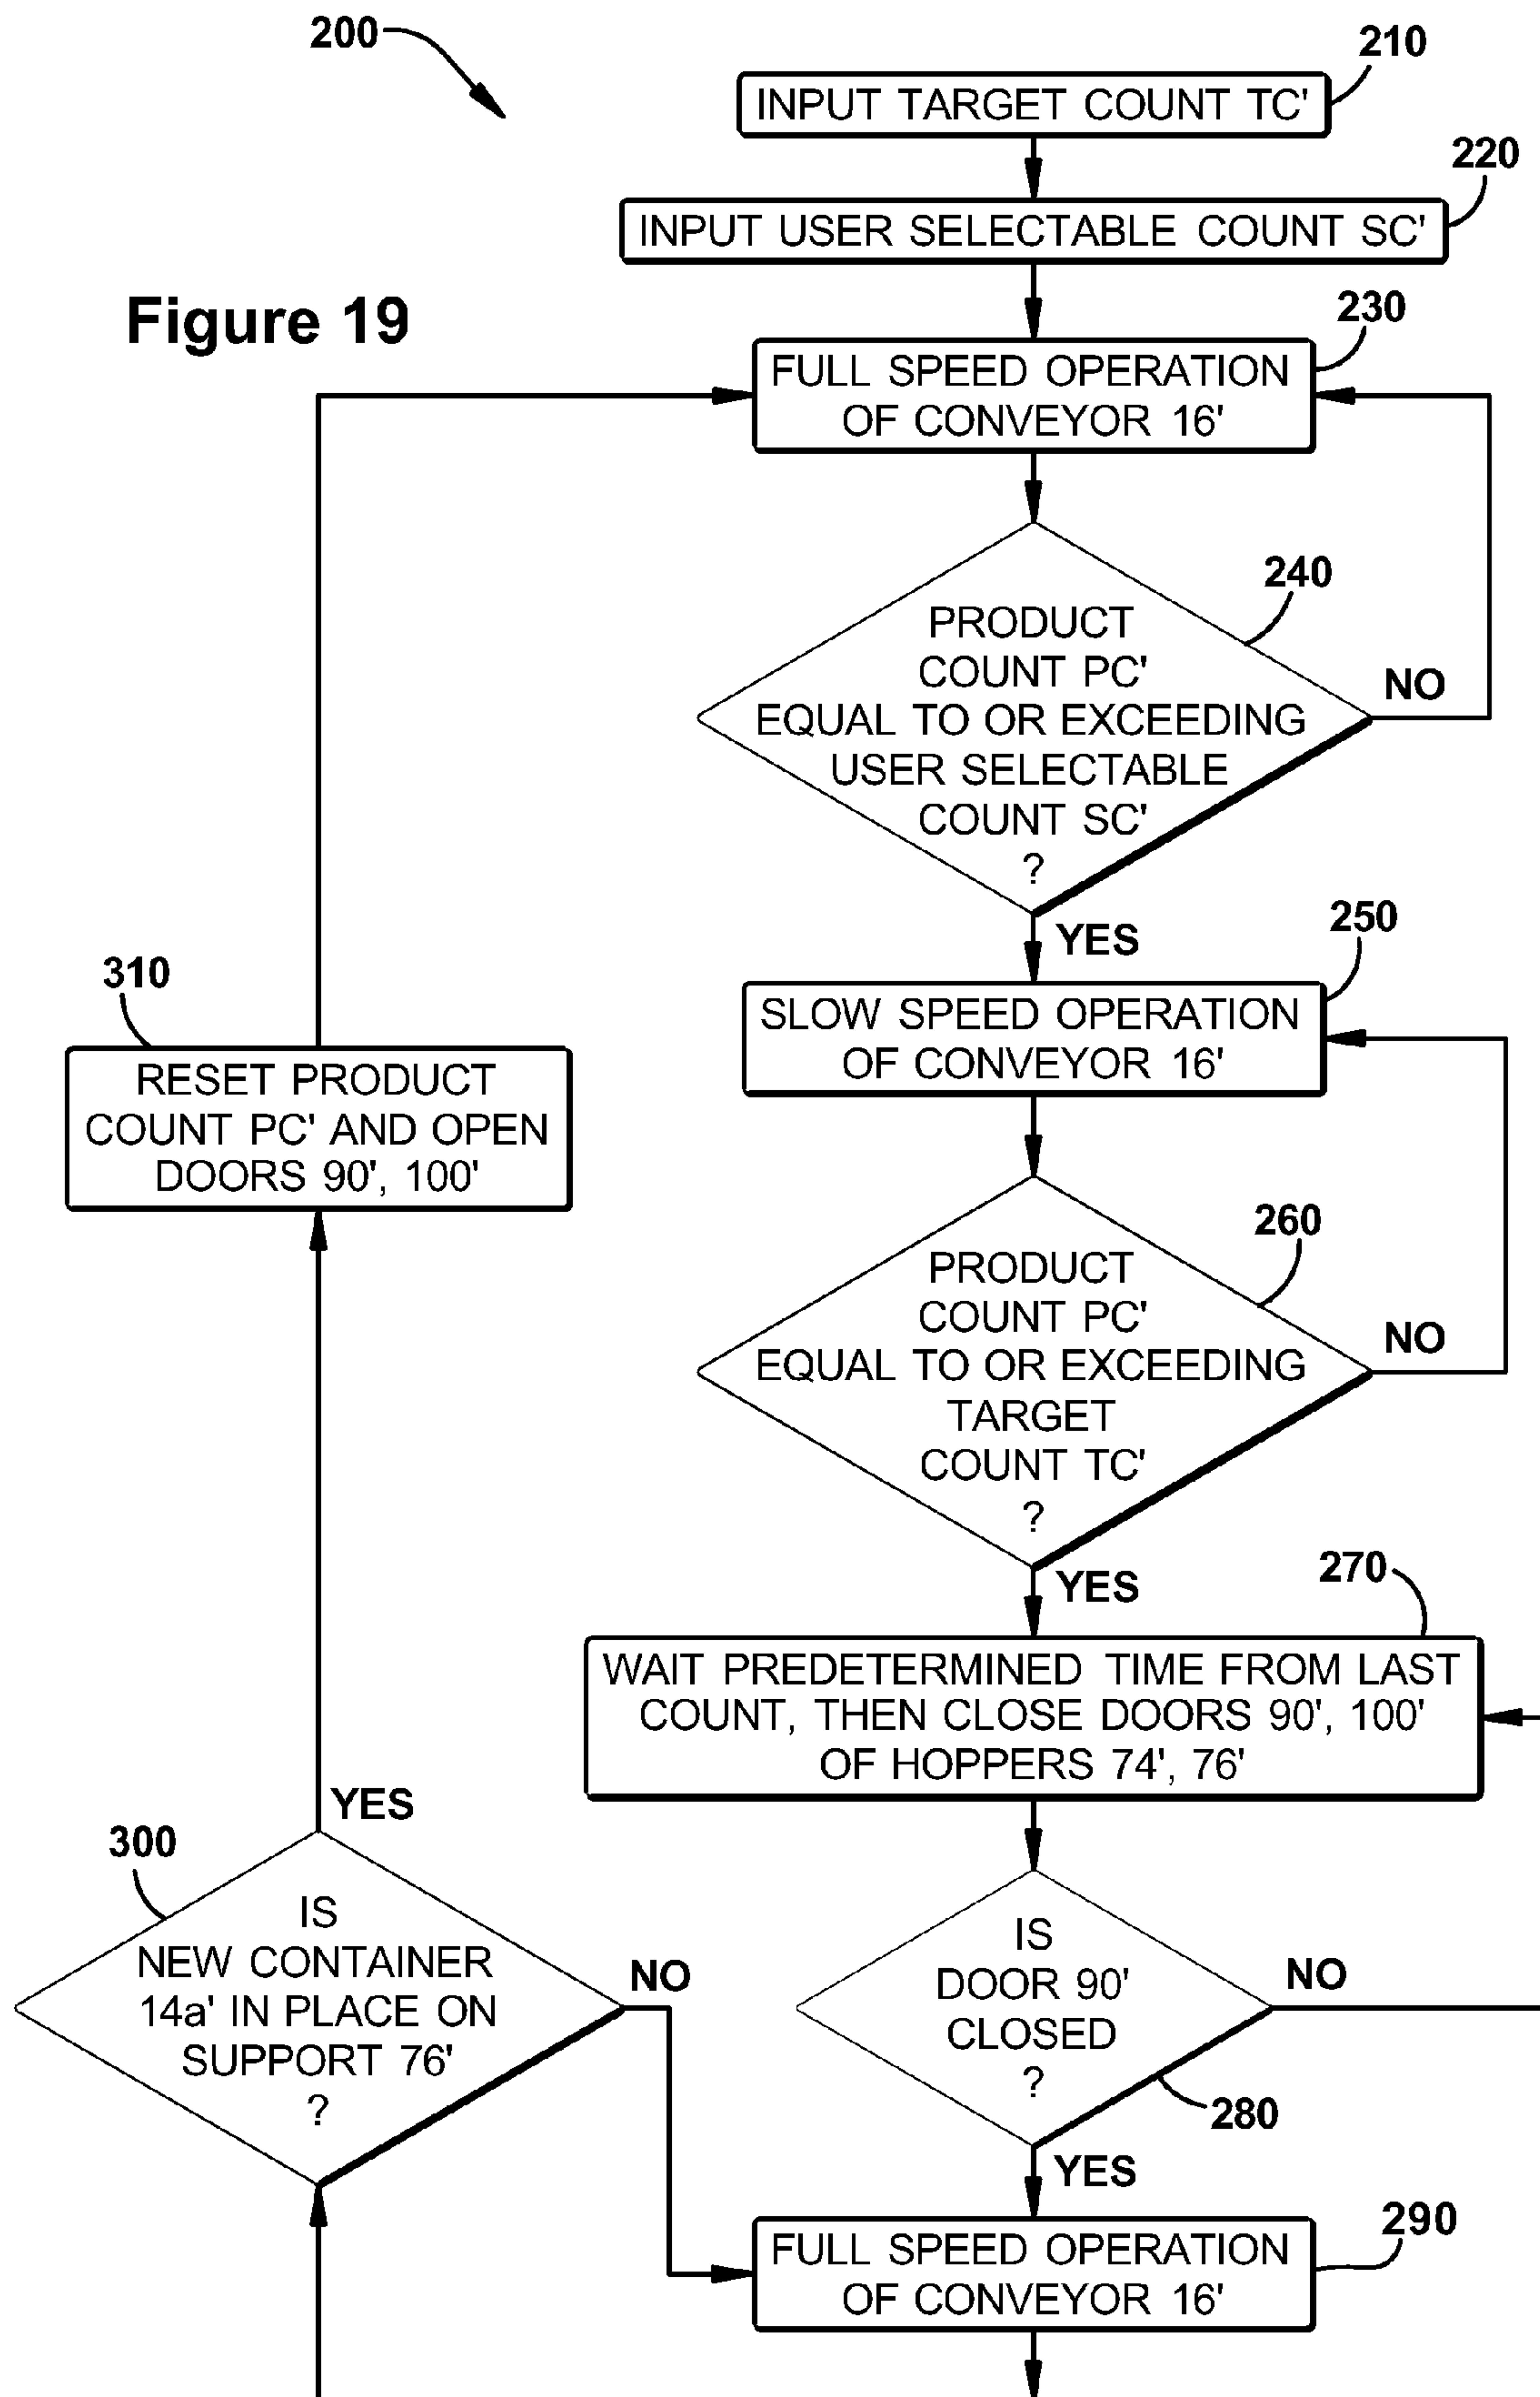 200
210
INPUT TARGET COUNT TC'
220
INPUT USER SELECTABLE COUNT SC'
Figure 19
230
FULL SPEED OPERATION
OF CONVEYOR 16'
240
PRODUCT
COUNT PC'
EQUAL TO OR EXCEEDING
USER SELECTABLE
COUNT SC'
?
NO
YES
250
SLOW SPEED OPERATION
OF CONVEYOR 16'
310
RESET PRODUCT
COUNT PC' AND OPEN
DOORS 90', 100'
260
PRODUCT
COUNT PC'
EQUAL TO OR EXCEEDING
TARGET
COUNT TC'
?
NO
YES
270
WAIT PREDETERMINED TIME FROM LAST
COUNT, THEN CLOSE DOORS 90', 100'
OF HOPPERS 74', 76'
YES
300
IS
NEW CONTAINER
14a' IN PLACE ON
SUPPORT 76'
?
NO
IS
DOOR 90'
CLOSED
?
NO
280
YES
290
FULL SPEED OPERATION
OF CONVEYOR 16'